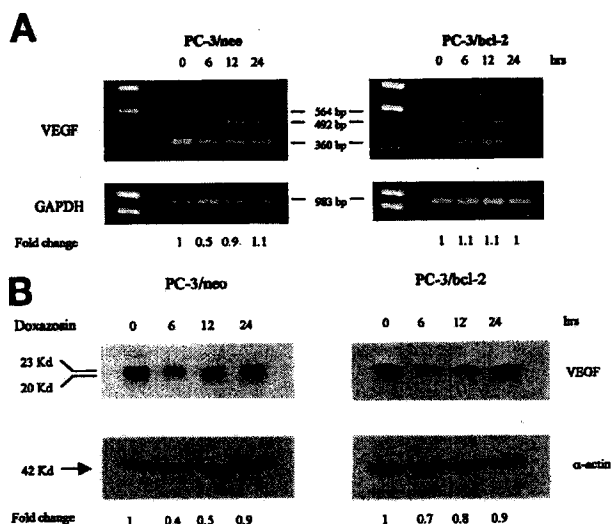 A
PC-3/neo
PC-3/bcl-2
0 6 12 24
0 6 12 24 hrs
VEGF
564 bp
492 bp
360 bp
GAPDH
983 bp
Fold change
1 0.5 0.9 1.1
1 1.1 1.1 1
B
PC-3/neo
PC-3/bcl-2
Doxazosin
0 6 12 24
0 6 12 24 hrs
23 Kd
20 Kd
VEGF
42 Kd
α-actin
Fold change
1 0.4 0.5 0.9
1 0.7 0.8 0.9